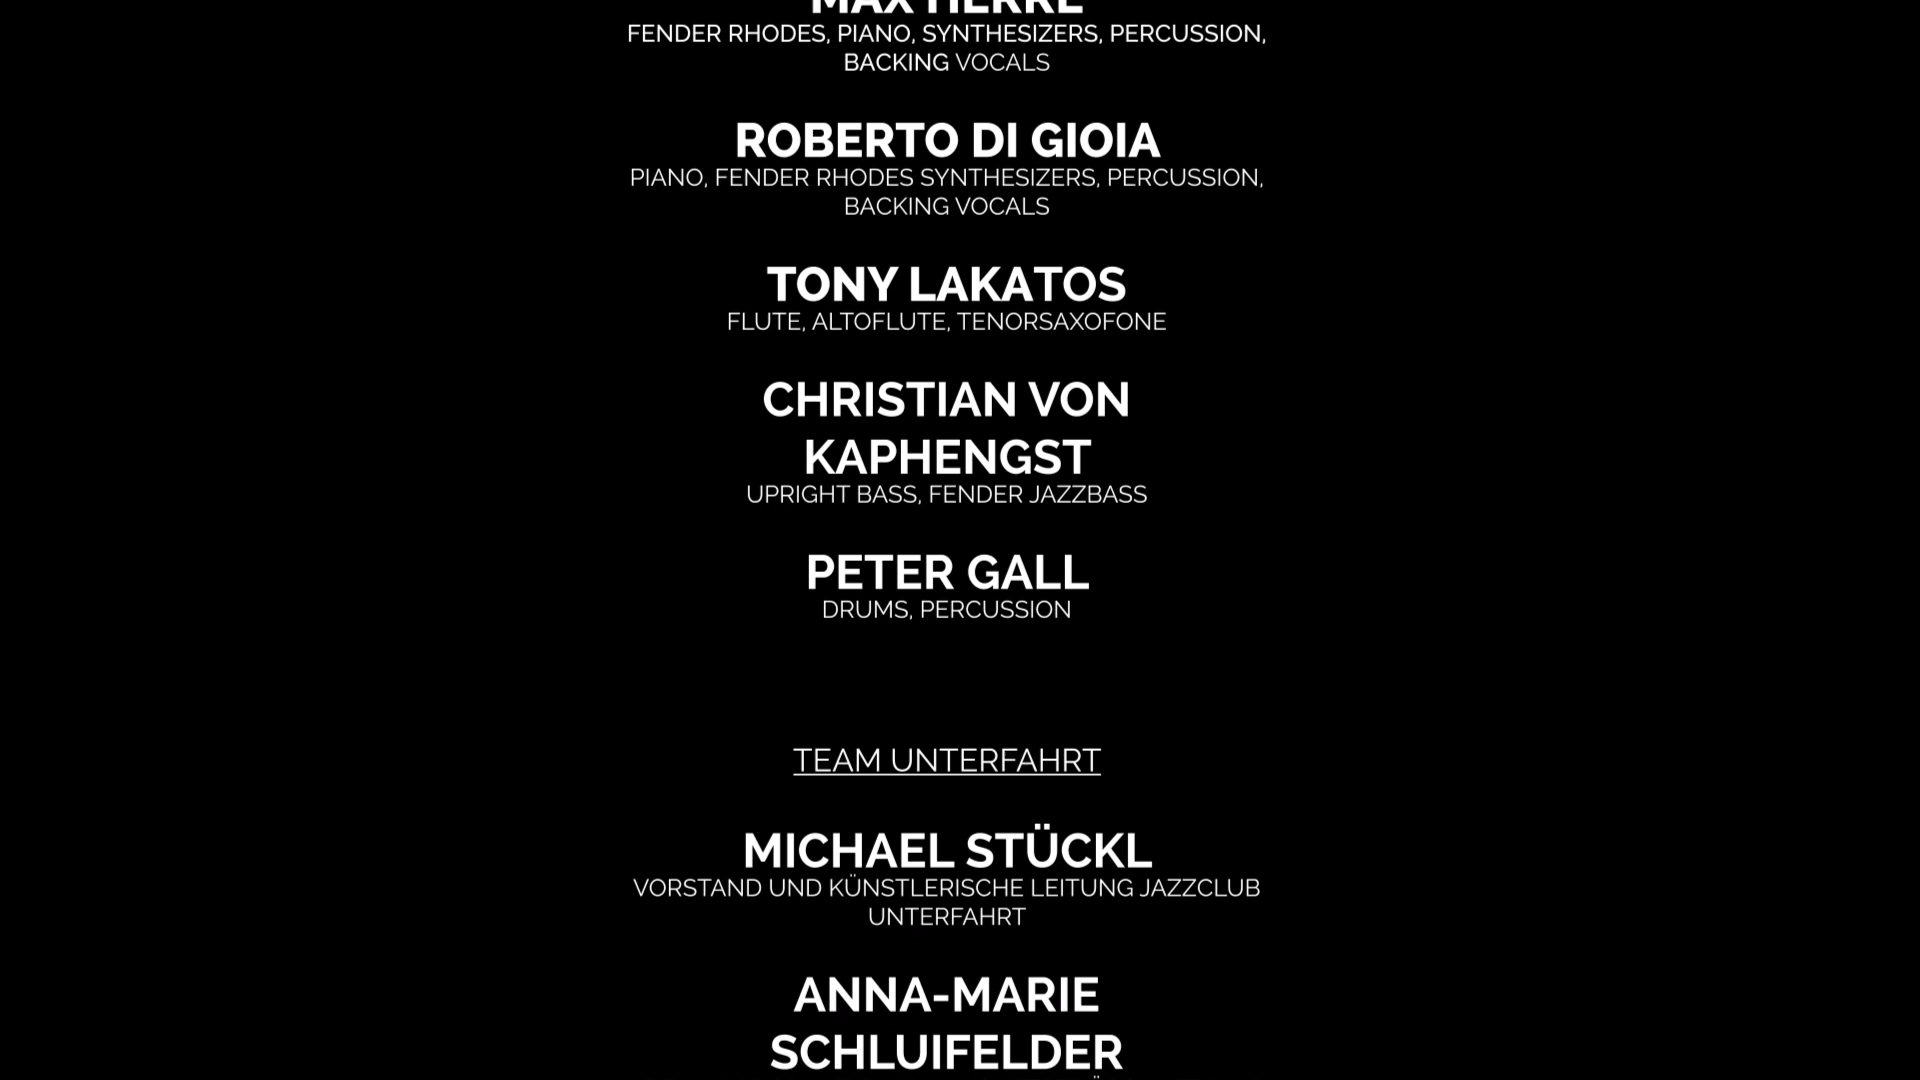 MAX HERRE
FENDER RHODES, PIANO, SYNTHESIZERS, PERCUSSION,
BACKING VOCALS
ROBERTO DI GIOIA
PIANO, FENDER RHODES SYNTHESIZERS, PERCUSSION,
BACKING VOCALS
TONY LAKATOS
FLUTE, ALTOFLUTE, TENORSAXOFONE
CHRISTIAN VON
KAPHENGST
UPRIGHT BASS, FENDER JAZZBASS
PETER GALL
DRUMS, PERCUSSION
TEAM UNTERFAHRT
MICHAEL STÜCKL
VORSTAND UND KÜNSTLERISCHE LEITUNG JAZZCLUB
UNTERFAHRT
ANNA-MARIE
SCHLUIFELDER